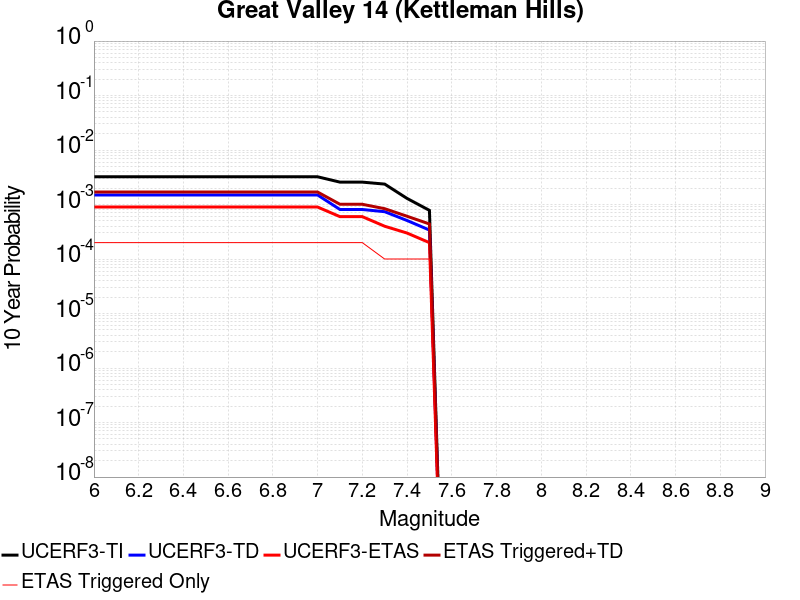 Great Valley 14 (Kettleman Hills)
10^0
10^-1
10^-2
10^-3
10^-4
10^-5
10^-6
10^-7
10^-8
10 Year Probability
6 6.2 6.4 6.6 6.8 7 7.2 7.4 7.6 7.8 8 8.2 8.4 8.6 8.8 9
Magnitude
UCERF3-TI UCERF3-TD UCERF3-ETAS ETAS Triggered+TD
ETAS Triggered Only